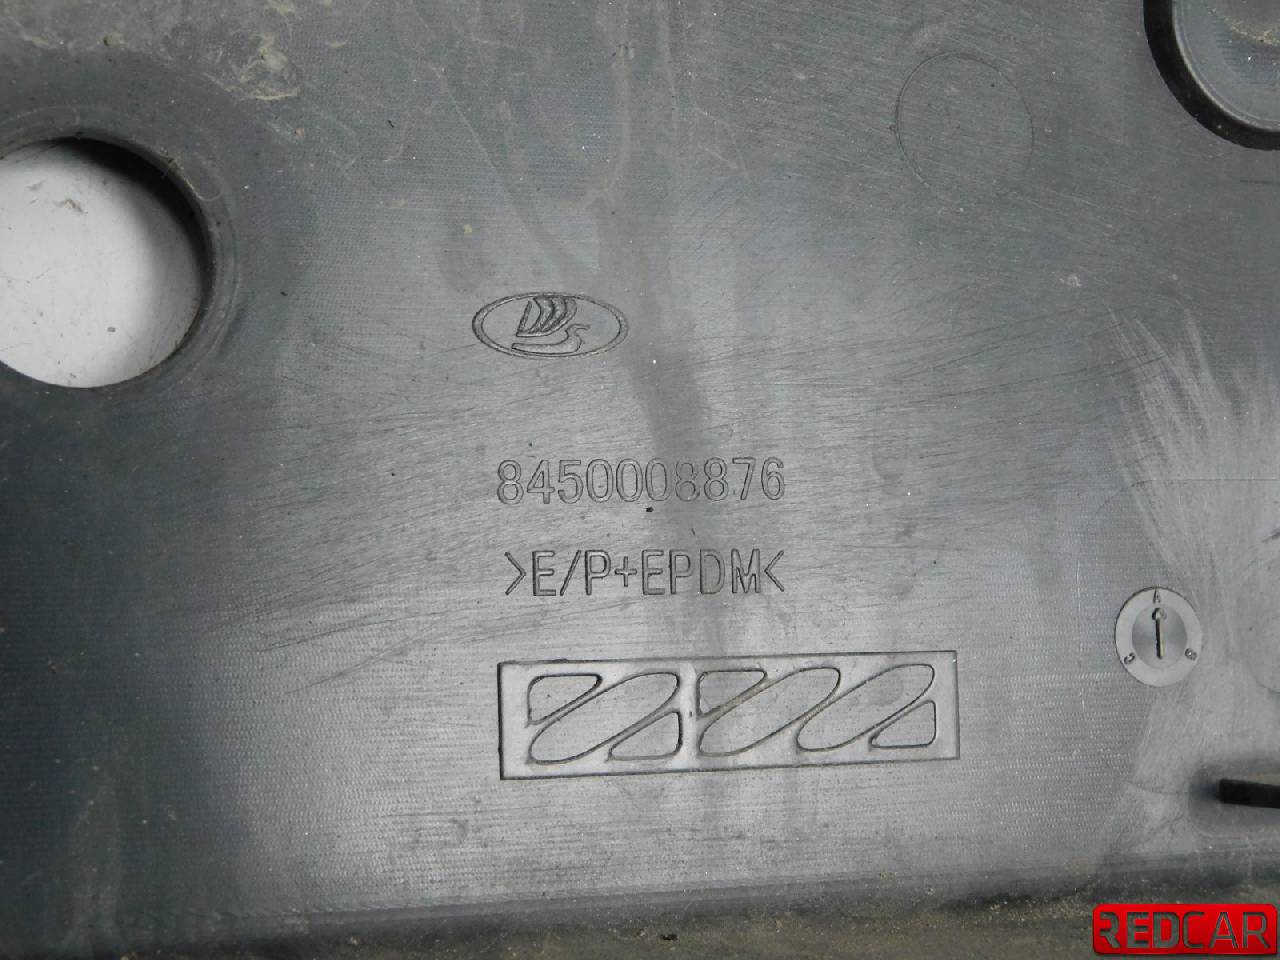 8450008876
>E/P+EPDM<
A
C B
REDCAR